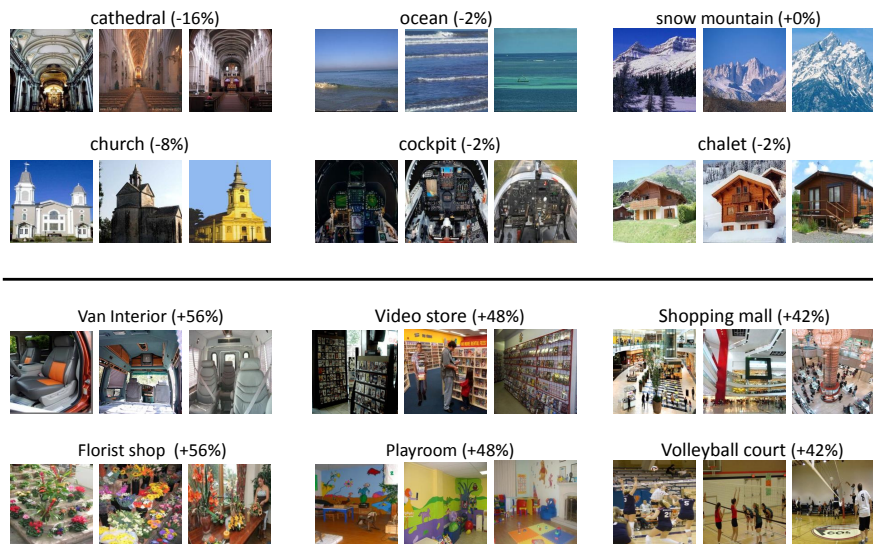 cathedral (-16%)
ocean (-2%)
snow mountain (+0%)
church (-8%)
cockpit (-2%)
chalet (-2%)
Van Interior (+56%)
Video store (+48%)
Shopping mall (+42%)
Florist shop (+56%)
Playroom (+48%)
Volleyball court (+42%)